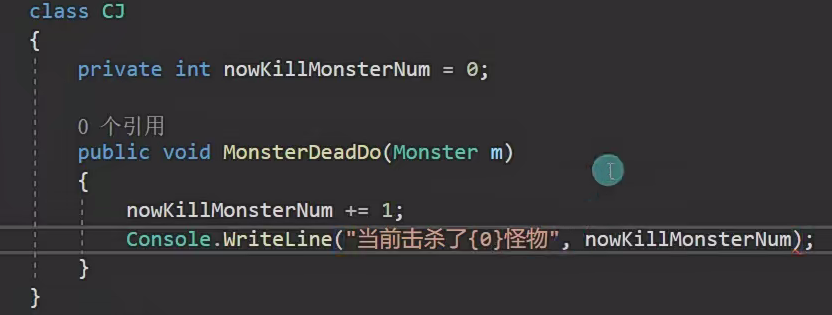 class CJ
{
private int nowKillMonsterNum = 0;
0 个引用
public void MonsterDeadDo(Monster m)
{
nowKillMonsterNum += 1;
Console.WriteLine("当前击杀了{0}怪物", nowKillMonsterNum);
}
}